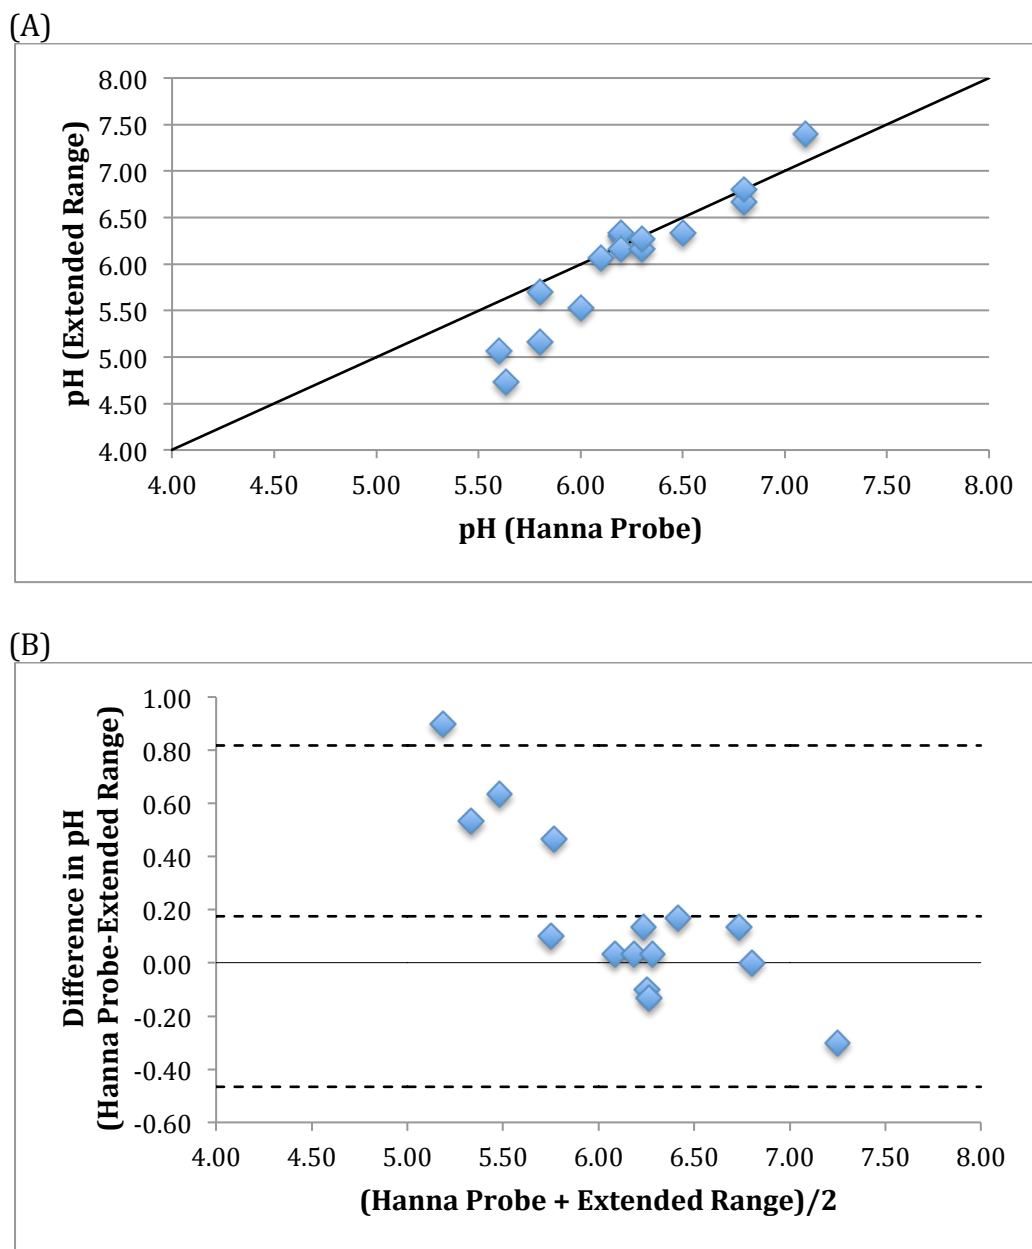 (A)
8.00
7.50
7.00
6.50
6.00
5.50
5.00
4.50
4.00
pH (Extended Range)
4.00 4.50 5.00 5.50 6.00 6.50 7.00 7.50 8.00
pH (Hanna Probe)
(B)
1.00
0.80
0.60
0.40
0.20
0.00
-0.20
-0.40
-0.60
Difference in pH
(Hanna Probe-Extended Range)
4.00 4.50 5.00 5.50 6.00 6.50 7.00 7.50 8.00
(Hanna Probe + Extended Range)/2